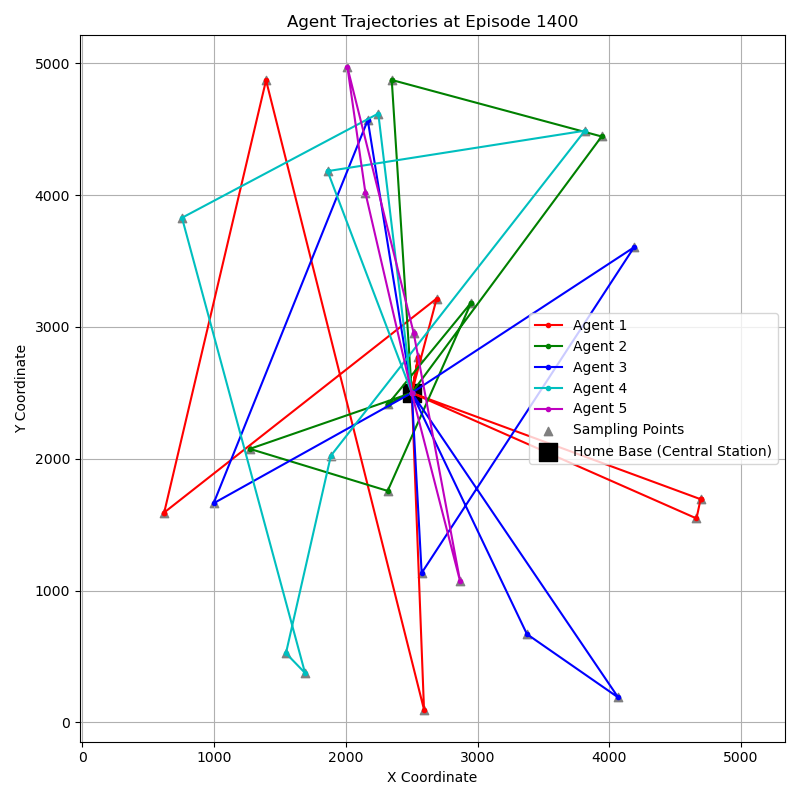 Agent Trajectories at Episode 1400
Y Coordinate
5000
4000
3000
2000
1000
0
Agent 1
Agent 2
Agent 3
Agent 4
Agent 5
Sampling Points
Home Base (Central Station)
0 1000 2000 3000 4000 5000
X Coordinate